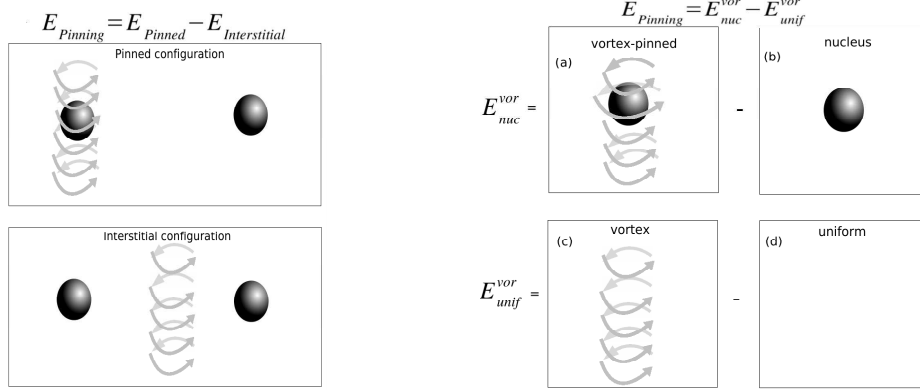 E_Pinning = E_Pinned − E_Interstitial
Pinned configuration
Interstitial configuration
E_Pinning = E^vor_nuc − E^vor_unif
vortex-pinned
(a)
nucleus
(b)
E^vor_nuc =
-
vortex
(c)
uniform
(d)
E^vor_unif =
-